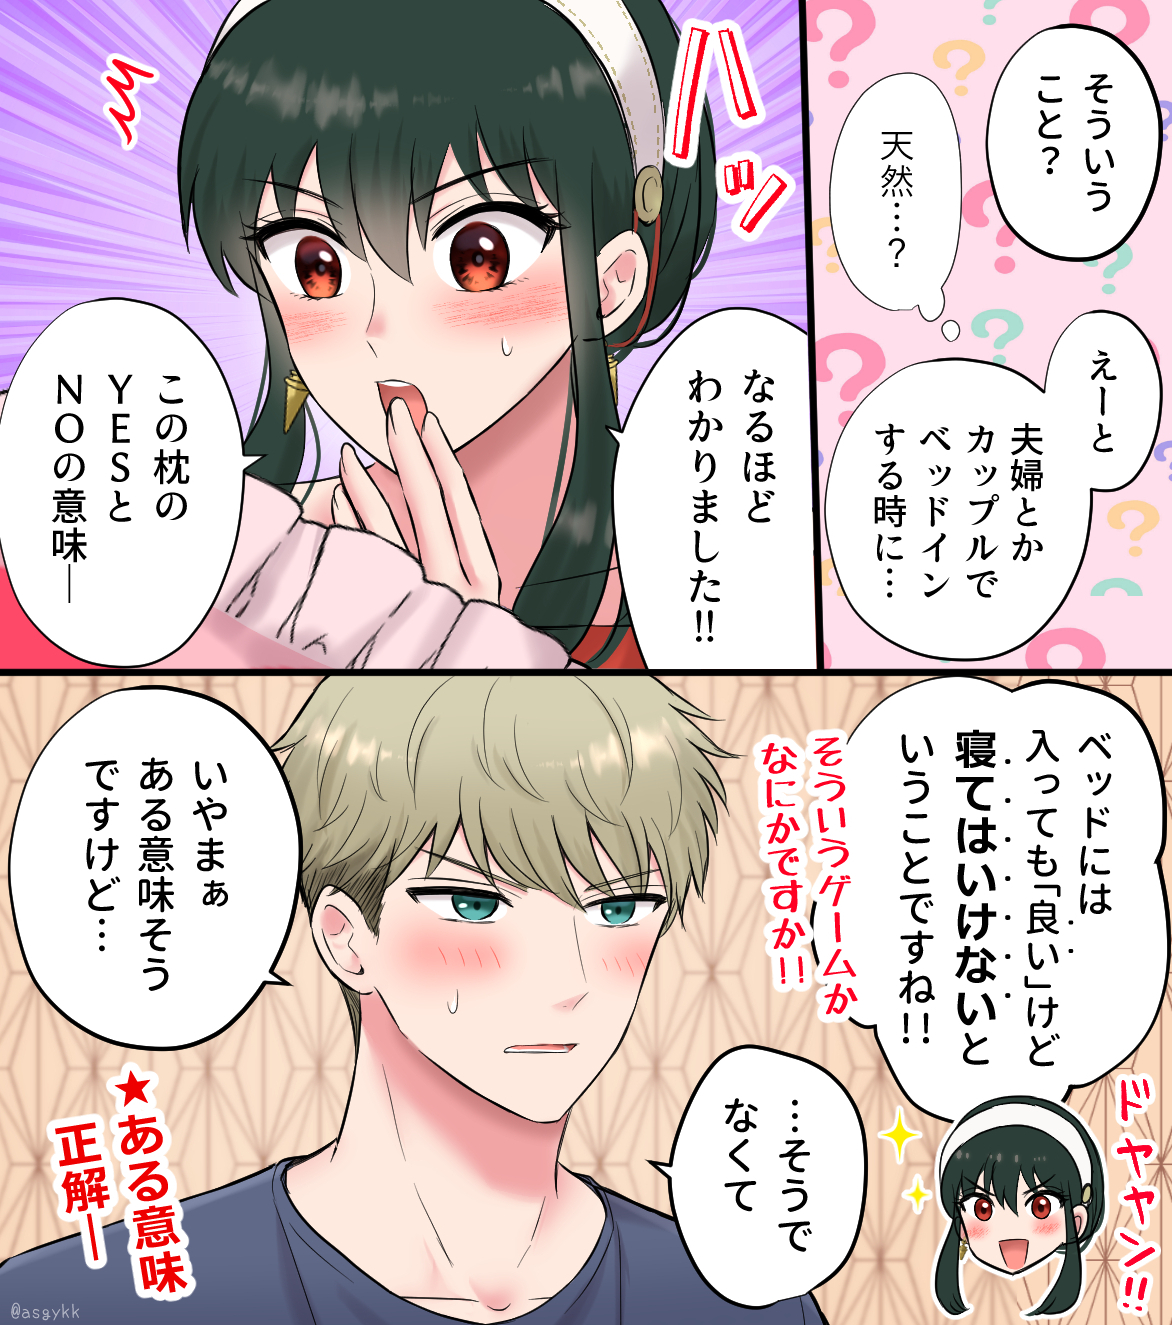 そういう
こと?
天然…?
えーと
夫婦とか
カップルで
ベッドイン
する時に…
ハッ
なるほど
わかりました!!
この枕の
YESと
NOの意味―
ベッドには
入っても「良い」けど
寝てはいけないと
いうことですね!!
そういうゲームか
なにかですか!!
ドヤヤン!!
…そうで
なくて
いやまぁ
ある意味そう
ですけど…
★ある意味
正解ー
@asgykk